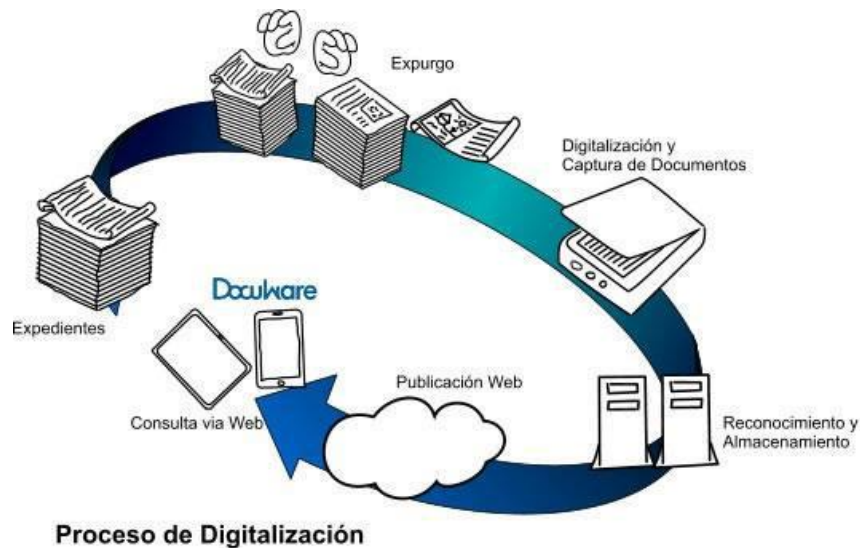 Expurgo
Digitalización y
Captura de Documentos
Docuware
Expedientes
Publicación Web
Consulta via Web
Reconocimiento y
Almacenamiento
Proceso de Digitalización